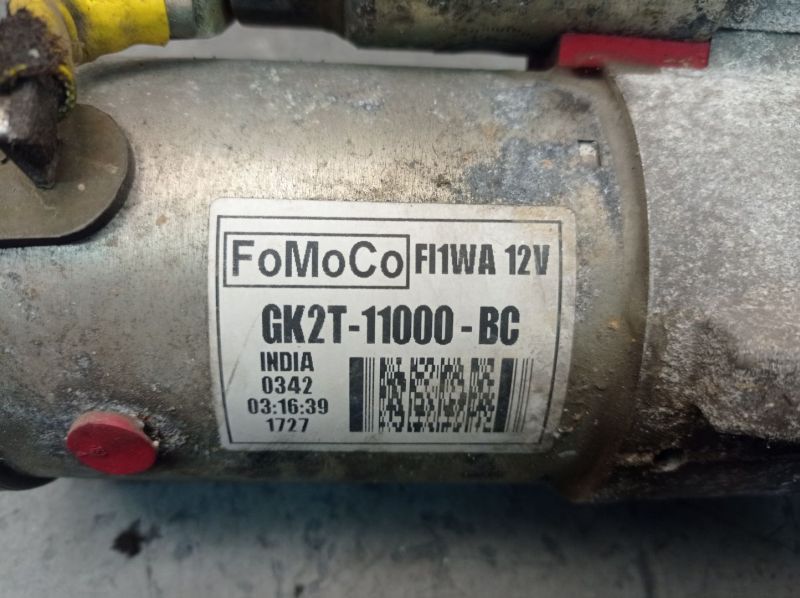 FoMoCo FI1WA 12V
GK2T-11000-BC
INDIA
0342
03:16:39
1727